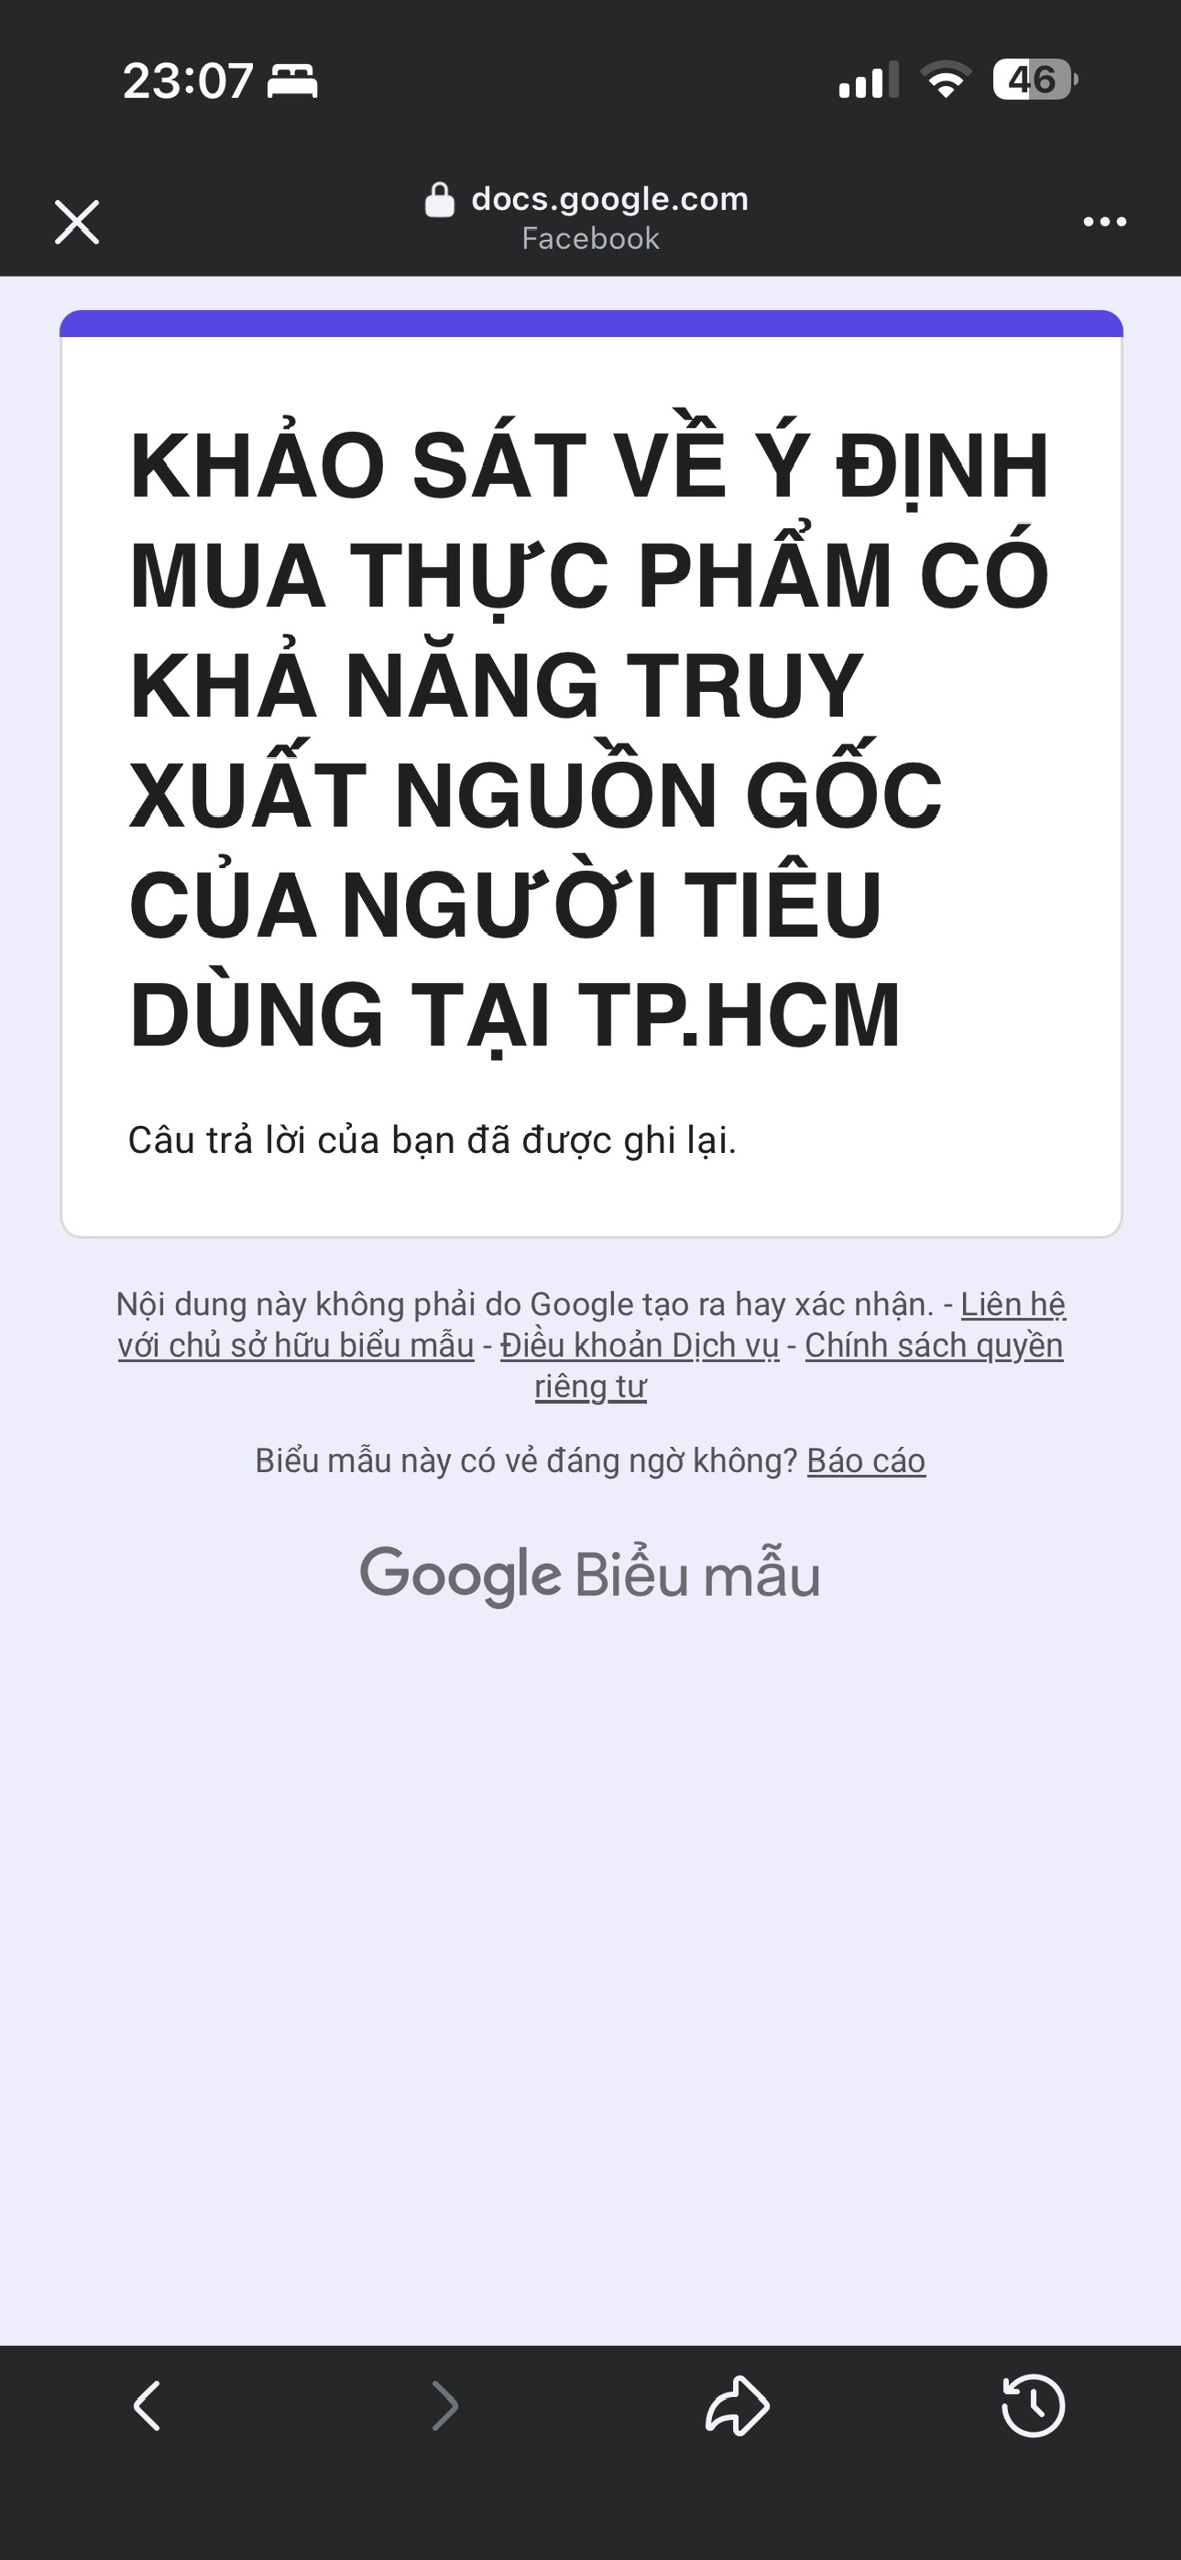 23:07
46
docs.google.com
Facebook
KHẢO SÁT VỀ Ý ĐỊNH
MUA THỰC PHẨM CÓ
KHẢ NĂNG TRUY
XUẤT NGUỒN GỐC
CỦA NGƯỜI TIÊU
DÙNG TẠI TP.HCM
Câu trả lời của bạn đã được ghi lại.
Nội dung này không phải do Google tạo ra hay xác nhận. - Liên hệ
với chủ sở hữu biểu mẫu - Điều khoản Dịch vụ - Chính sách quyền
riêng tư
Biểu mẫu này có vẻ đáng ngờ không? Báo cáo
Google Biểu mẫu